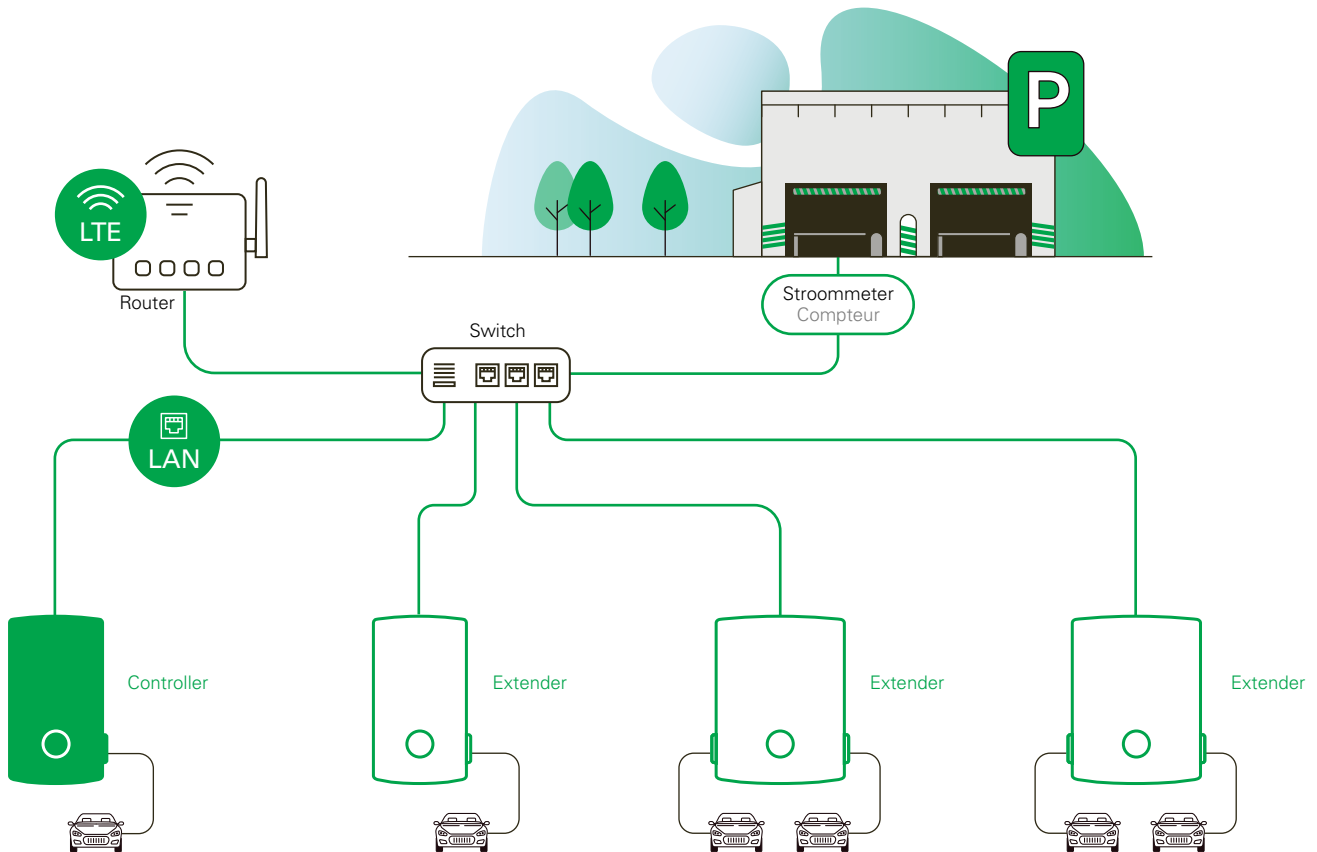 P
LTE
Router
Stroommeter
Compteur
Switch
LAN
Controller
Extender
Extender
Extender